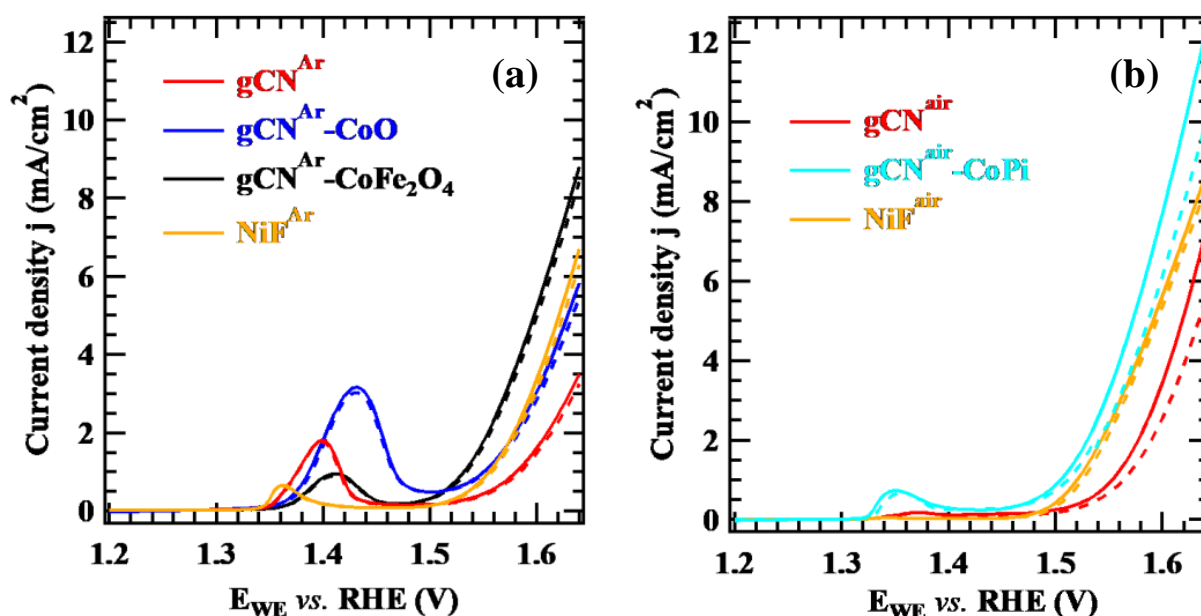 Current density j (mA/cm²)
12
10
8
6
4
2
0
(a)
gCN^Ar
gCN^Ar-CoO
gCN^Ar-CoFe₂O₄
NiF^Ar
1.2 1.3 1.4 1.5 1.6
E_WE vs. RHE (V)
Current density j (mA/cm²)
12
10
8
6
4
2
0
(b)
gCN^air
gCN^air-CoPi
NiF^air
1.2 1.3 1.4 1.5 1.6
E_WE vs. RHE (V)